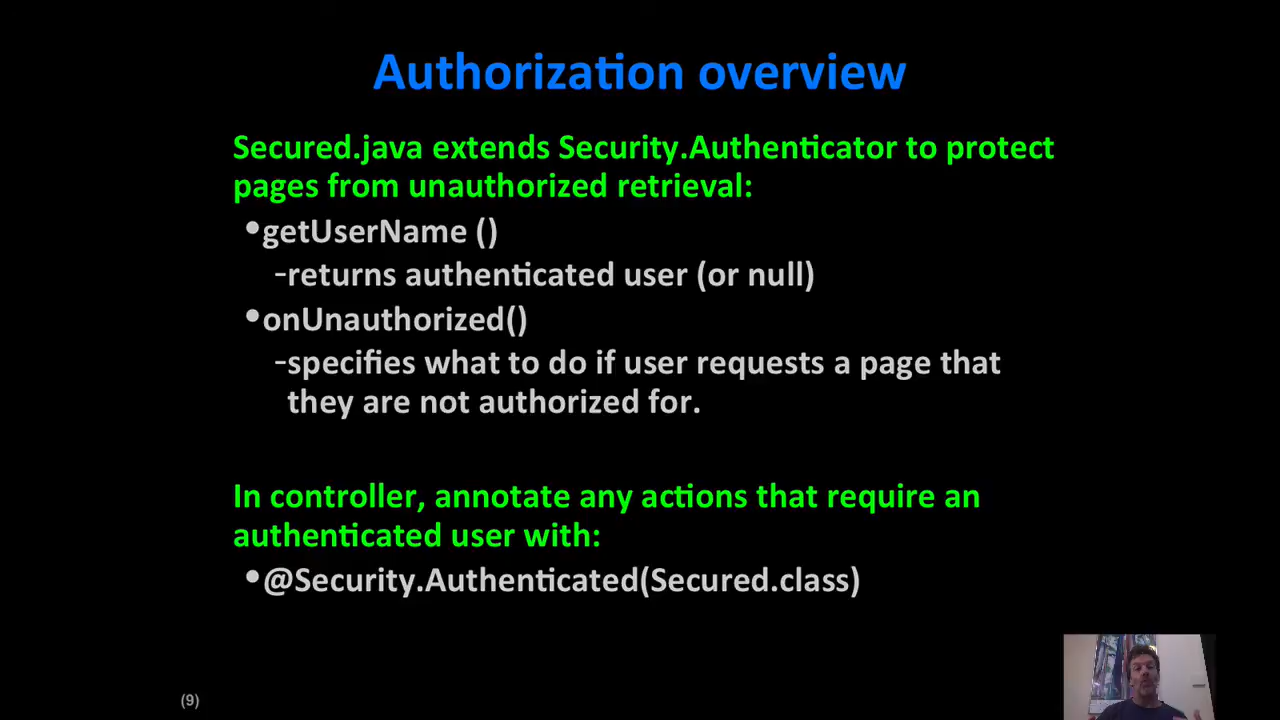 Authorization overview
Secured.java extends Security.Authenticator to protect
pages from unauthorized retrieval:
•getUserName ()
-returns authenticated user (or null)
•onUnauthorized()
-specifies what to do if user requests a page that
they are not authorized for.
In controller, annotate any actions that require an
authenticated user with:
•@Security.Authenticated(Secured.class)
(9)